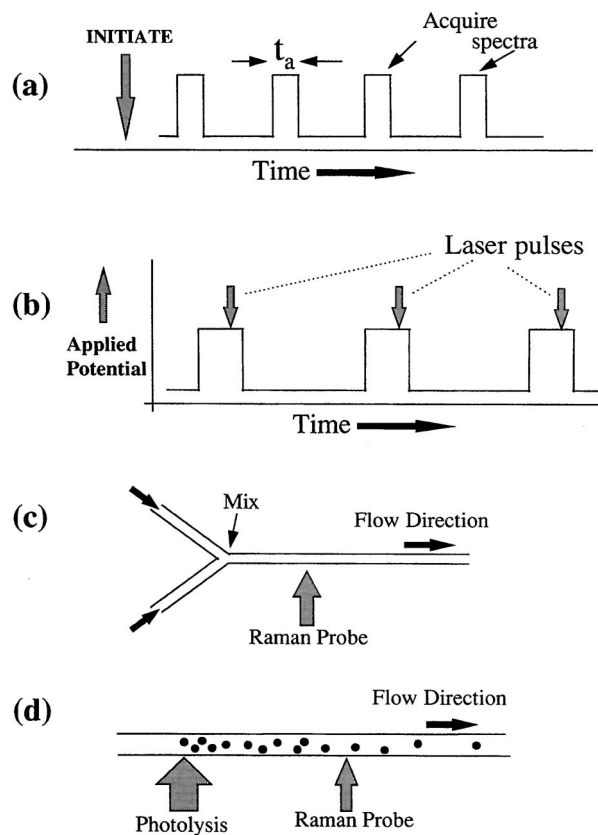 (a)
INITIATE
tₐ
Acquire
spectra
Time
(b)
Laser pulses
Applied
Potential
Time
(c)
Mix
Flow Direction
Raman Probe
(d)
Flow Direction
Photolysis
Raman Probe